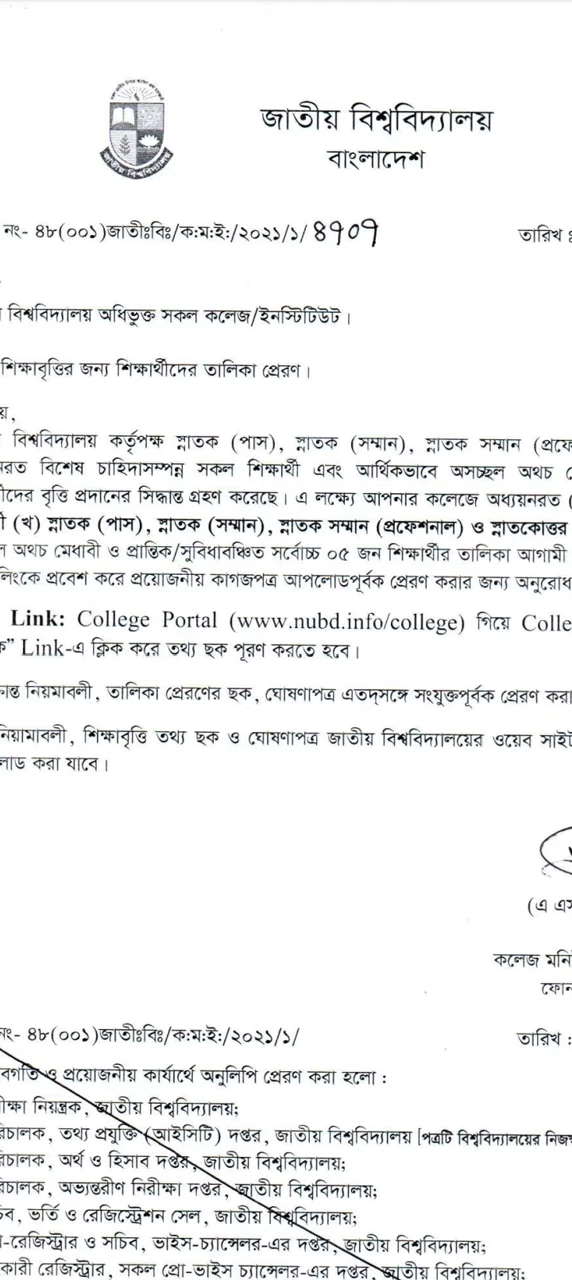 জাতীয় বিশ্ববিদ্যালয়
বাংলাদেশ
নং- ৪৮(০০১)জাতীঃবিঃ/ক:ম:ই:/২০২১/১/ ৪৭০৭
তারিখ ঃ
বিশ্ববিদ্যালয় অধিভুক্ত সকল কলেজ/ইনস্টিটিউট।
শিক্ষাবৃত্তির জন্য শিক্ষার্থীদের তালিকা প্রেরণ।
য়,
বিশ্ববিদ্যালয় কর্তৃপক্ষ স্নাতক (পাস), স্নাতক (সম্মান), স্নাতক সম্মান (প্রফে
নরত বিশেষ চাহিদাসম্পন্ন সকল শিক্ষার্থী এবং আর্থিকভাবে অসচ্ছল অথচ
ীদের বৃত্তি প্রদানের সিদ্ধান্ত গ্রহণ করেছে। এ লক্ষ্যে আপনার কলেজে অধ্যয়নরত (
ী (খ) স্নাতক (পাস), স্নাতক (সম্মান), স্নাতক সম্মান (প্রফেশনাল) ও স্নাতকোত্তর
ল অথচ মেধাবী ও প্রান্তিক/সুবিধাবঞ্চিত সর্বোচ্চ ০৫ জন শিক্ষার্থীর তালিকা আগামী
লিংকে প্রবেশ করে প্রয়োজনীয় কাগজপত্র আপলোডপূর্বক প্রেরণ করার জন্য অনুরোধ
Link: College Portal (www.nubd.info/college) গিয়ে Colle
ক” Link-এ ক্লিক করে তথ্য ছক পূরণ করতে হবে।
ক্রান্ত নিয়মাবলী, তালিকা প্রেরণের ছক, ঘোষণাপত্র এতদ্‌সঙ্গে সংযুক্তপূর্বক প্রেরণ করা
নিয়ামাবলী, শিক্ষাবৃত্তি তথ্য ছক ও ঘোষণাপত্র জাতীয় বিশ্ববিদ্যালয়ের ওয়েব সাইট
লোড করা যাবে।
(এ এস
কলেজ মনি
ফোন
নং- ৪৮(০০১)জাতীঃবিঃ/ক:ম:ই:/২০২১/১/
তারিখ :
বগতি ও প্রয়োজনীয় কার্যার্থে অনুলিপি প্রেরণ করা হলো :
ীক্ষা নিয়ন্ত্রক, জাতীয় বিশ্ববিদ্যালয়;
রিচালক, তথ্য প্রযুক্তি (আইসিটি) দপ্তর, জাতীয় বিশ্ববিদ্যালয় [পত্রটি বিশ্ববিদ্যালয়ের নিজস্ব
রিচালক, অর্থ ও হিসাব দপ্তর, জাতীয় বিশ্ববিদ্যালয়;
রিচালক, অভ্যন্তরীণ নিরীক্ষা দপ্তর, জাতীয় বিশ্ববিদ্যালয়;
চিব, ভর্তি ও রেজিস্ট্রেশন সেল, জাতীয় বিশ্ববিদ্যালয়;
-রেজিস্ট্রার ও সচিব, ভাইস-চ্যান্সেলর-এর দপ্তর, জাতীয় বিশ্ববিদ্যালয়;
কারী রেজিস্ট্রার, সকল প্রো-ভাইস চ্যান্সেলর-এর দপ্তর, জাতীয় বিশ্ববিদ্যালয়;